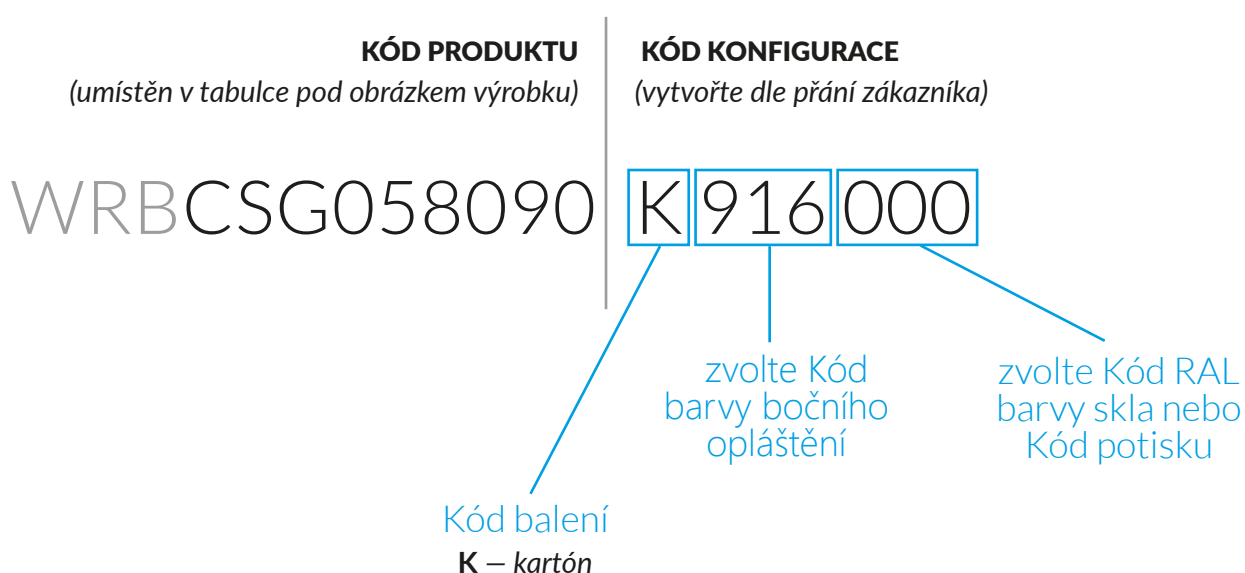 KÓD PRODUKTU
(umístěn v tabulce pod obrázkem výrobku)
KÓD KONFIGURACE
(vytvořte dle přání zákazníka)
WRBCSG058090 K 916 000
zvolte Kód
barvy bočního
opláštění
zvolte Kód RAL
barvy skla nebo
Kód potisku
Kód balení
K — kartón